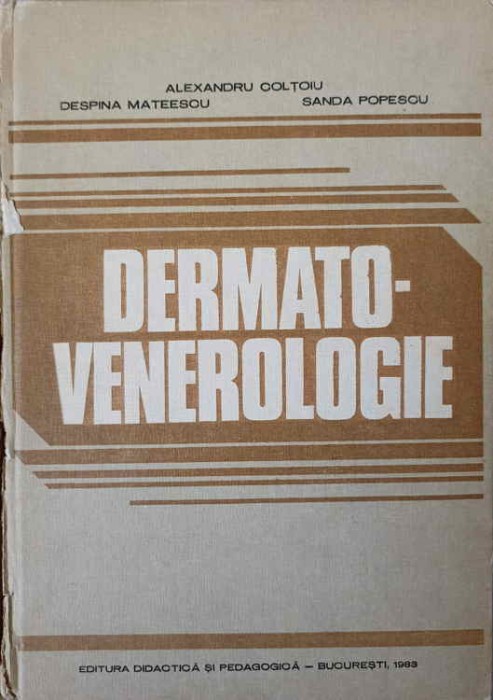 ALEXANDRU COLȚOIU
DESPINA MATEESCU SANDA POPESCU
DERMATO-
VENEROLOGIE
EDITURA DIDACTICĂ ȘI PEDAGOGICĂ – BUCUREȘTI, 1983